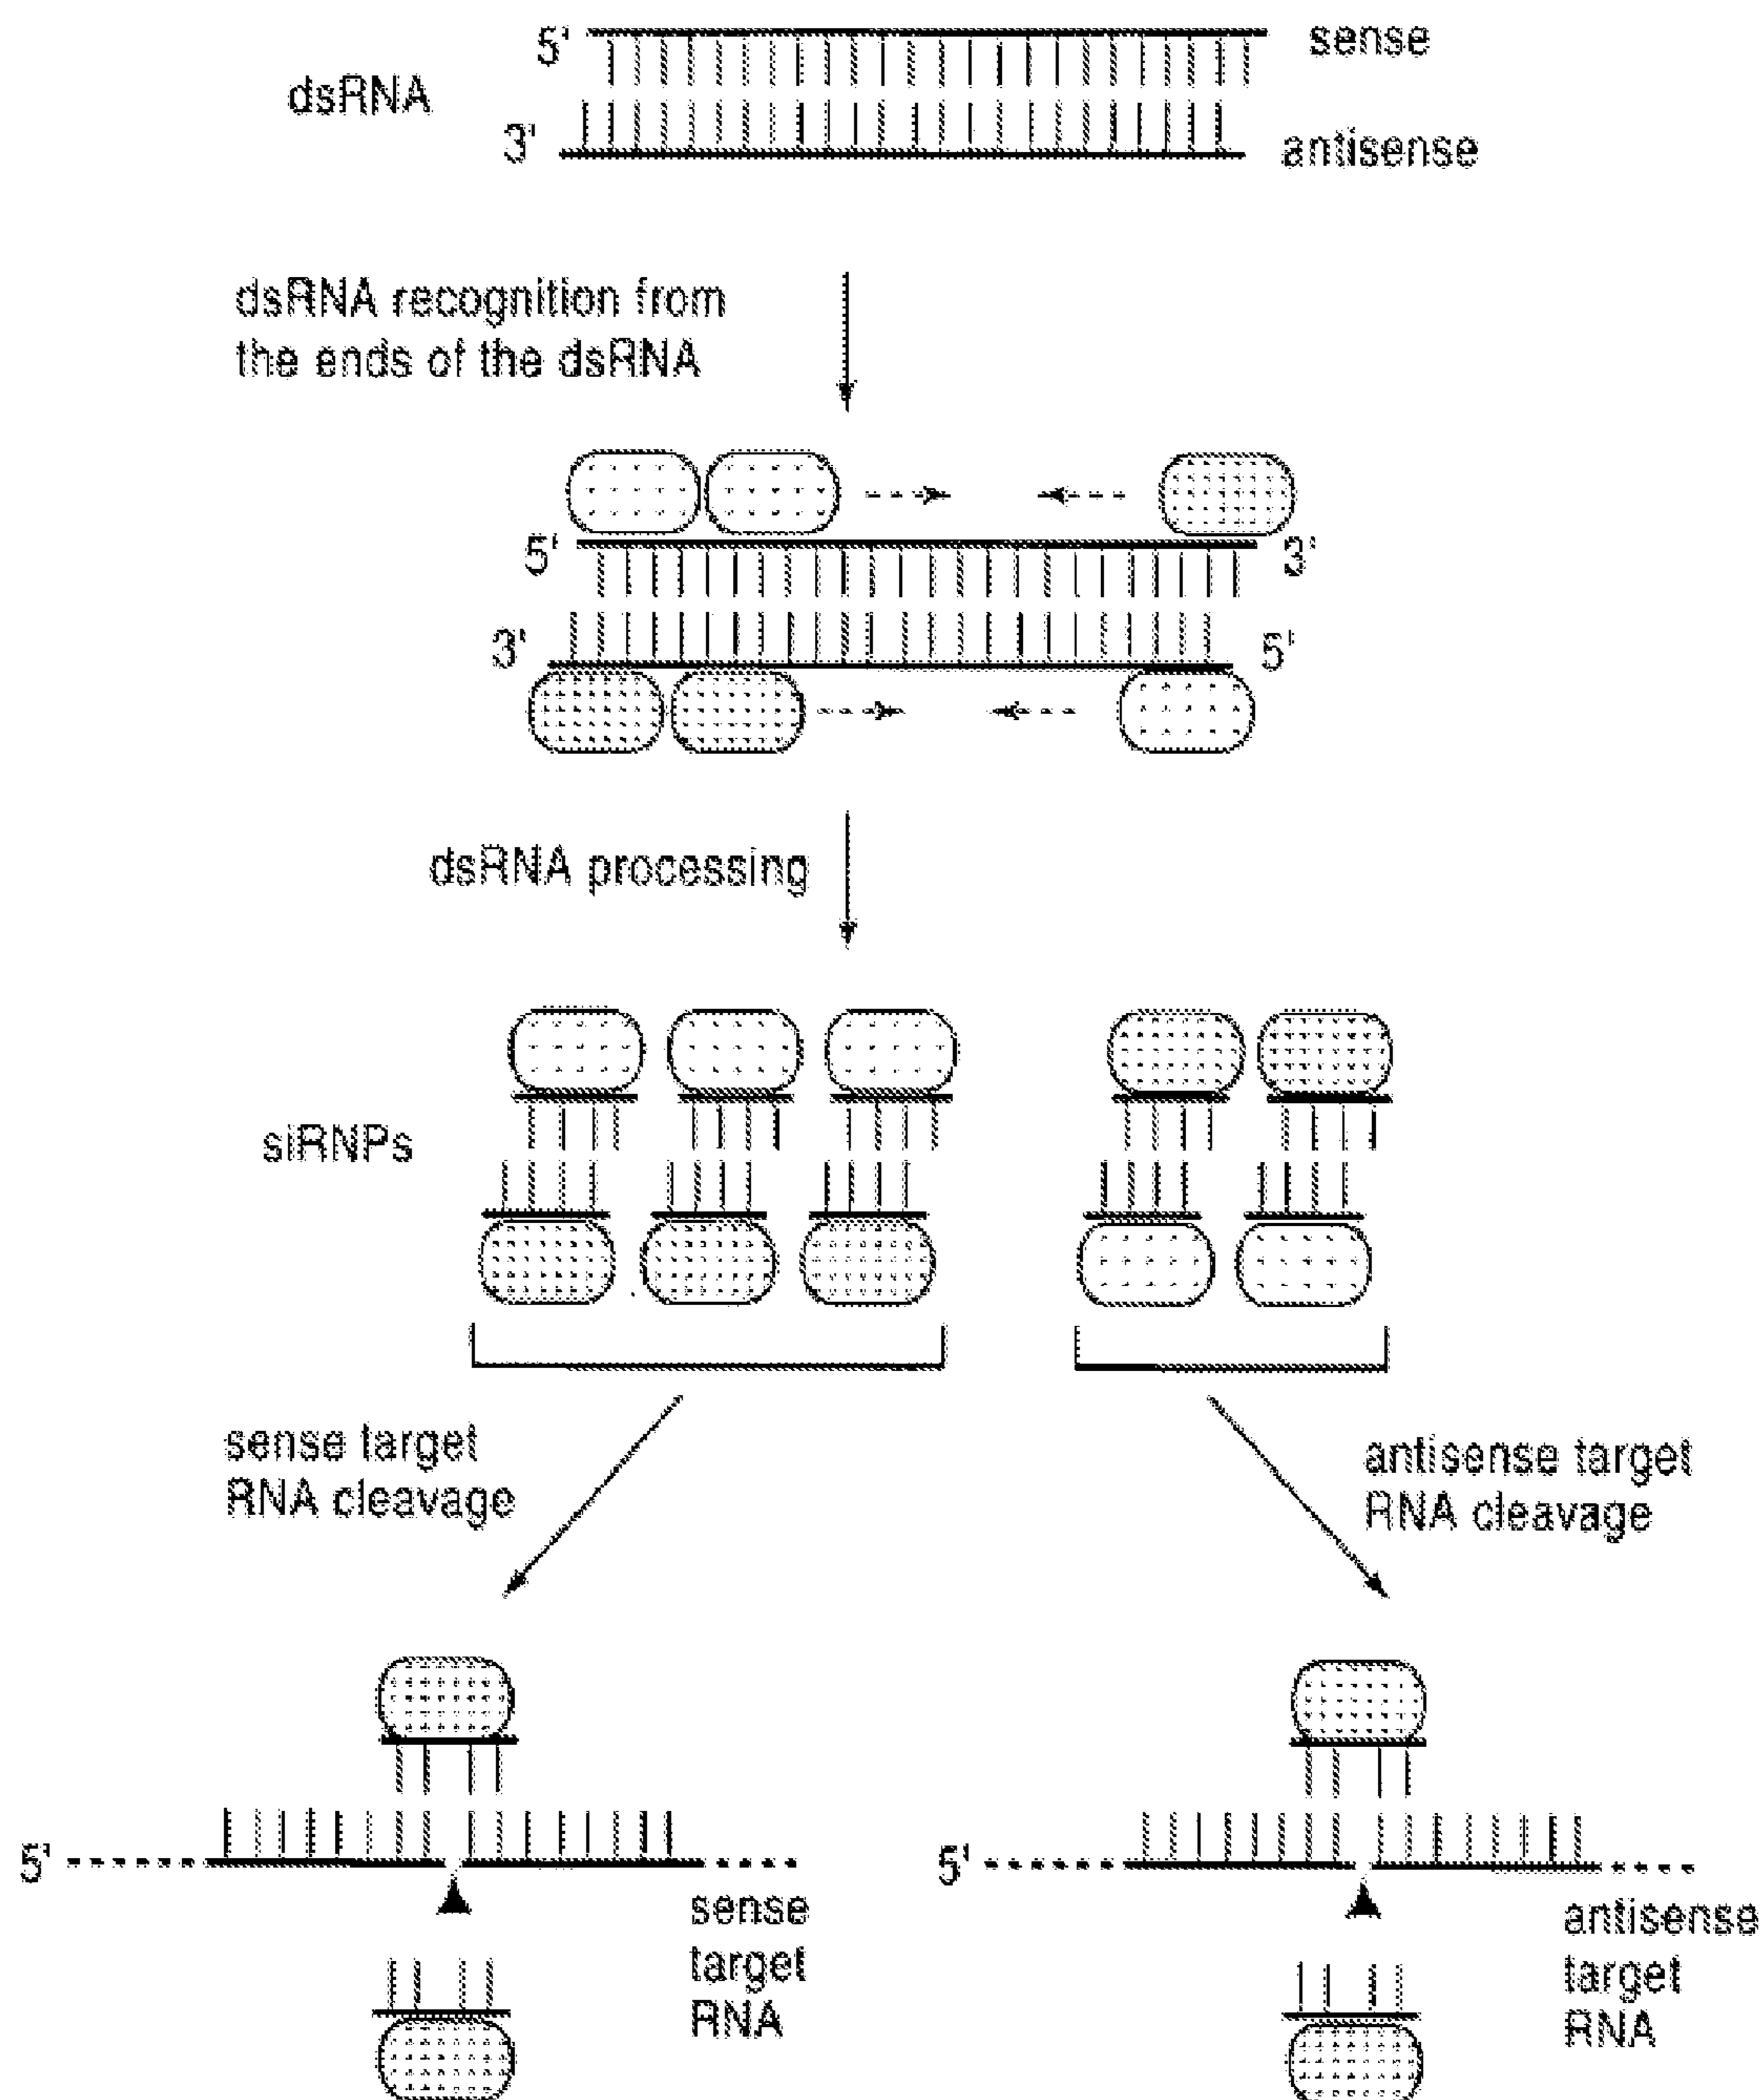 5' sense
dsRNA
3' antisense
dsRNA recognition from
the ends of the dsRNA
5' 3'
3' 5'
dsRNA processing
siRNPs
sense target
RNA cleavage
antisense target
RNA cleavage
5'
sense
target
RNA
5'
antisense
target
RNA